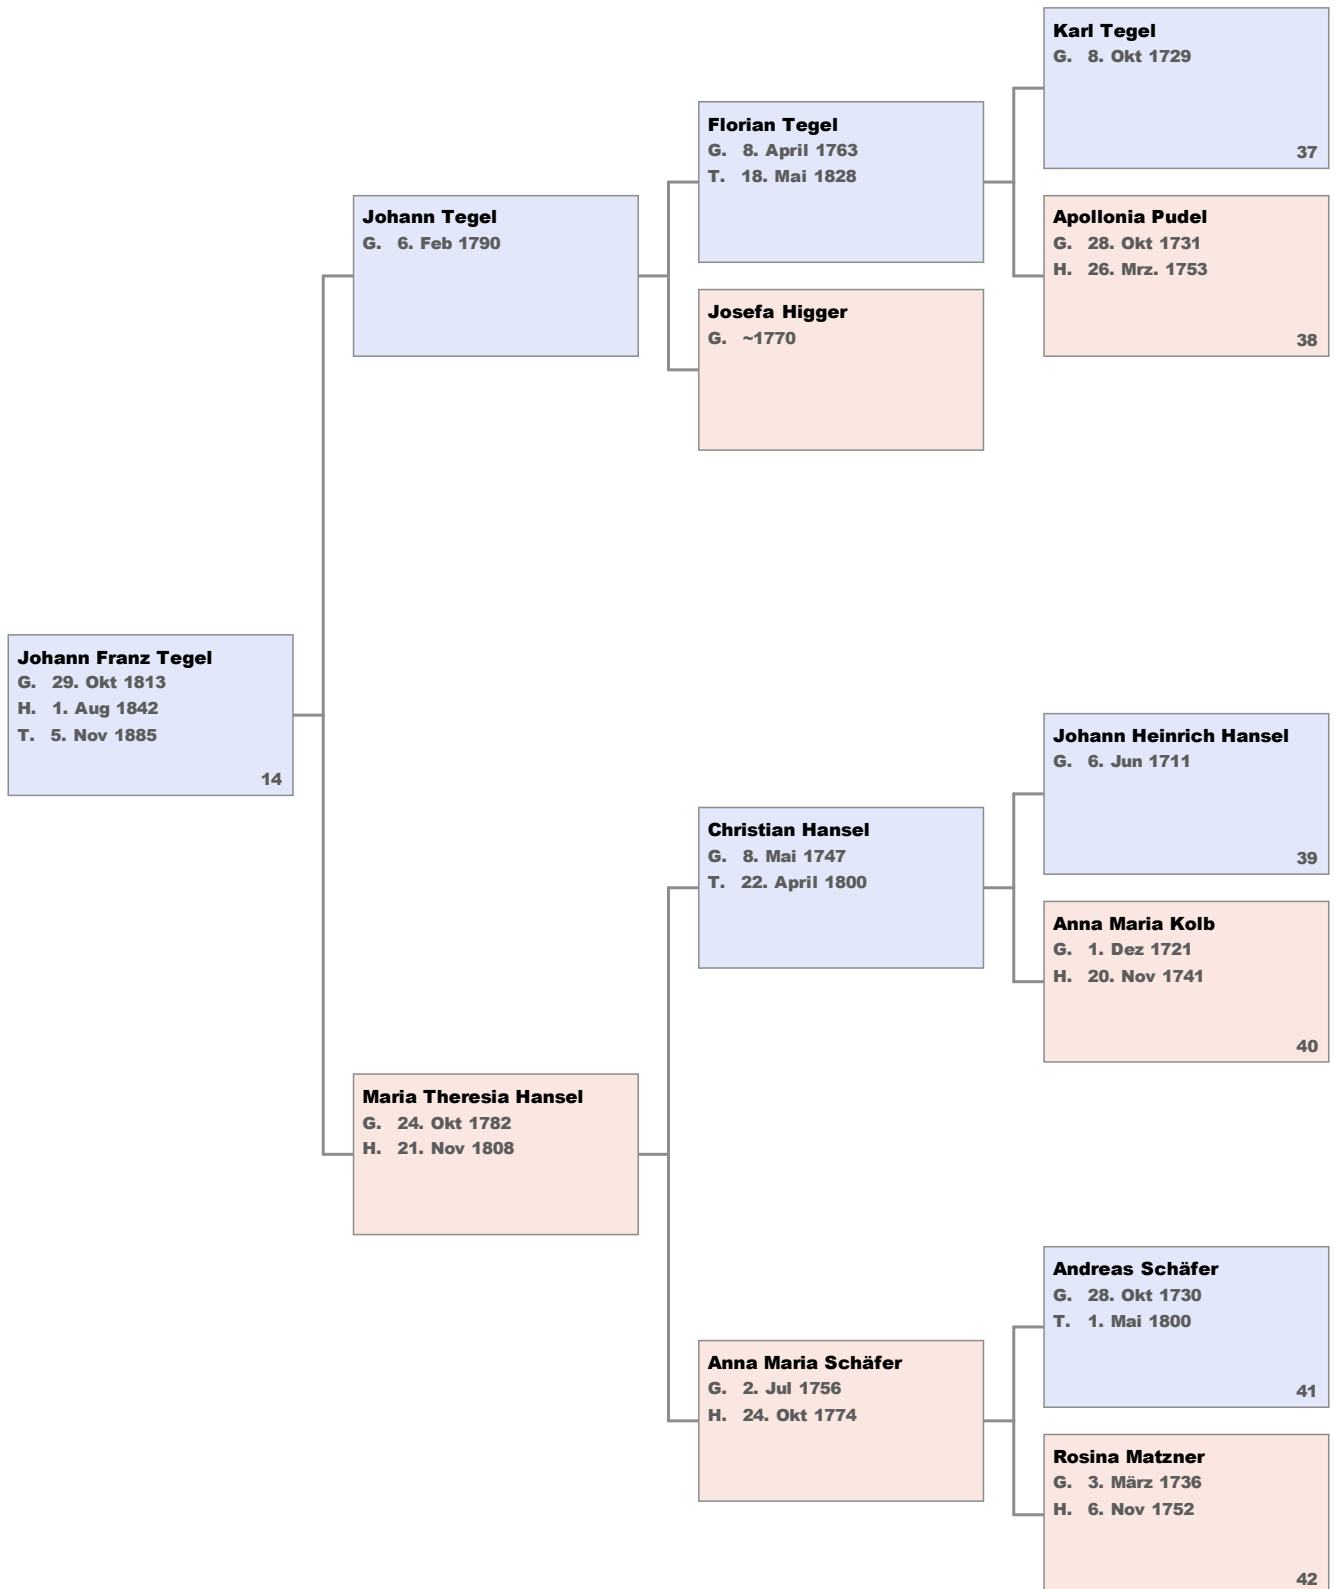 Karl Tegel
G. 8. Okt 1729
37
Florian Tegel
G. 8. April 1763
T. 18. Mai 1828
Johann Tegel
G. 6. Feb 1790
Apollonia Pudel
G. 28. Okt 1731
H. 26. Mrz. 1753
38
Josefa Higger
G. ~1770
Johann Franz Tegel
G. 29. Okt 1813
H. 1. Aug 1842
T. 5. Nov 1885
14
Johann Heinrich Hansel
G. 6. Jun 1711
39
Christian Hansel
G. 8. Mai 1747
T. 22. April 1800
Anna Maria Kolb
G. 1. Dez 1721
H. 20. Nov 1741
40
Maria Theresia Hansel
G. 24. Okt 1782
H. 21. Nov 1808
Andreas Schäfer
G. 28. Okt 1730
T. 1. Mai 1800
41
Anna Maria Schäfer
G. 2. Jul 1756
H. 24. Okt 1774
Rosina Matzner
G. 3. März 1736
H. 6. Nov 1752
42